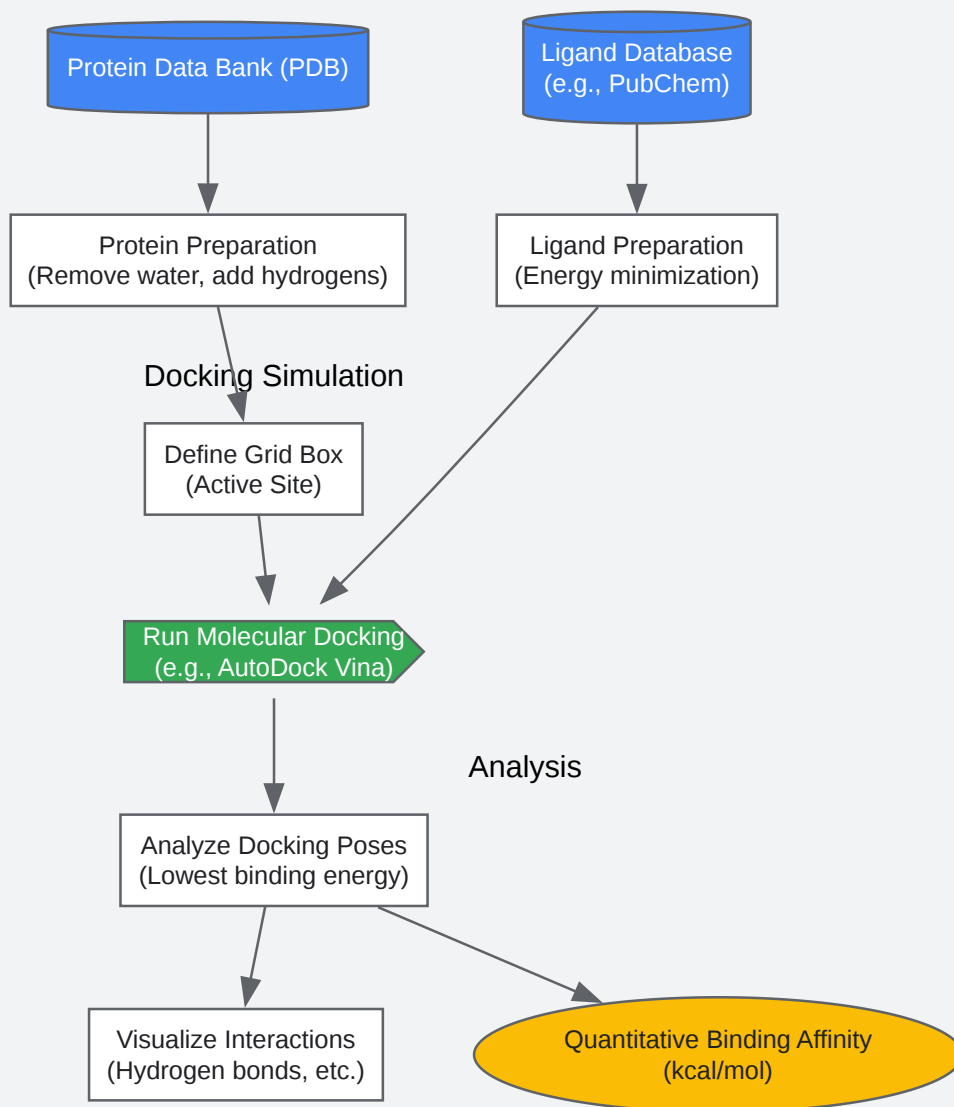 Protein Data Bank (PDB)
Ligand Database
(e.g., PubChem)
Protein Preparation
(Remove water, add hydrogens)
Ligand Preparation
(Energy minimization)
Docking Simulation
Define Grid Box
(Active Site)
Run Molecular Docking
(e.g., AutoDock Vina)
Analysis
Analyze Docking Poses
(Lowest binding energy)
Visualize Interactions
(Hydrogen bonds, etc.)
Quantitative Binding Affinity
(kcal/mol)